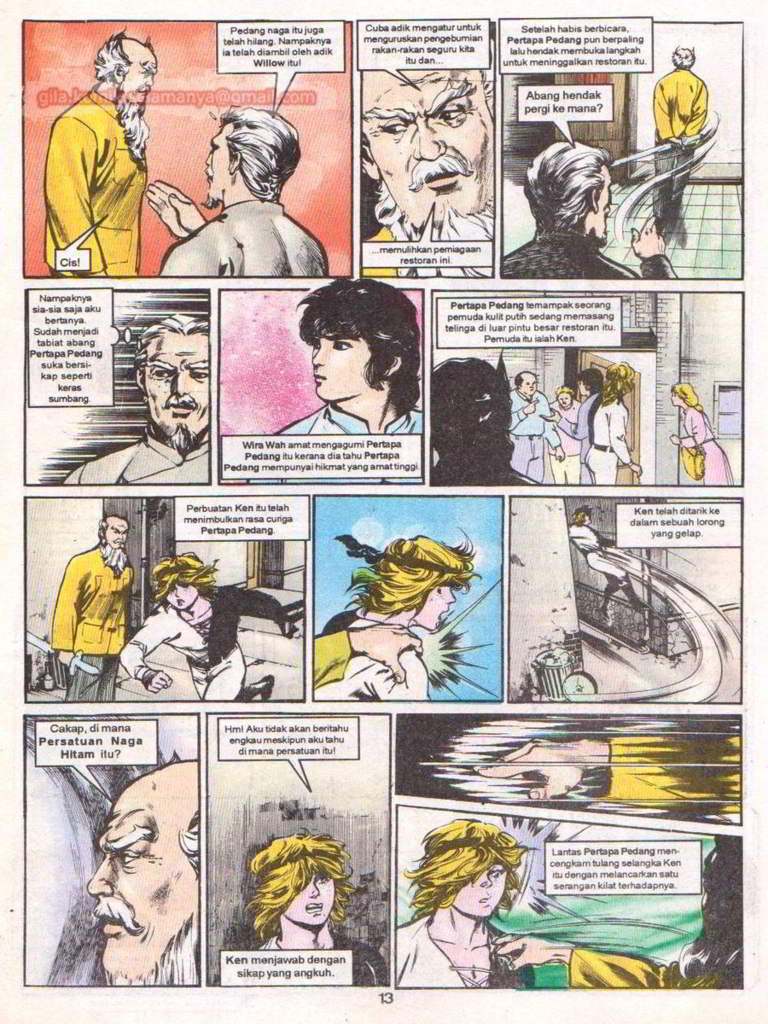 Pedang naga itu juga
telah hilang. Nampaknya
ia telah diambil oleh adik
Willow itu!
Cis!
Cuba adik mengatur untuk
menguruskan pengebumian
rakan-rakan seguru kita
itu dan...
...memulihkan perniagaan
restoran ini.
Setelah habis berbicara,
Pertapa Pedang pun berpaling
lalu hendak membuka langkah
untuk meninggalkan restoran itu.
Abang hendak
pergi ke mana?
Nampaknya
sia-sia saja aku
bertanya.
Sudah menjadi
tabiat abang
Pertapa Pedang
suka bersi-
kap seperti
keras
sumbang.
Wira Wah amat mengagumi Pertapa
Pedang itu kerana dia tahu Pertapa
Pedang mempunyai hikmat yang amat tinggi.
Pertapa Pedang ternampak seorang
pemuda kulit putih sedang memasang
telinga di luar pintu besar restoran itu.
Pemuda itu ialah Ken.
Perbuatan Ken itu telah
menimbulkan rasa curiga
Pertapa Pedang.
Ken telah ditarik ke
dalam sebuah lorong
yang gelap.
Cakap, di mana
Persatuan Naga
Hitam itu?
Hm! Aku tidak akan beritahu
engkau meskipun aku tahu
di mana persatuan itu!
Ken menjawab dengan
sikap yang angkuh.
Lantas Pertapa Pedang men-
cengkam tulang selangka Ken
itu dengan melancarkan satu
serangan kilat terhadapnya.
13